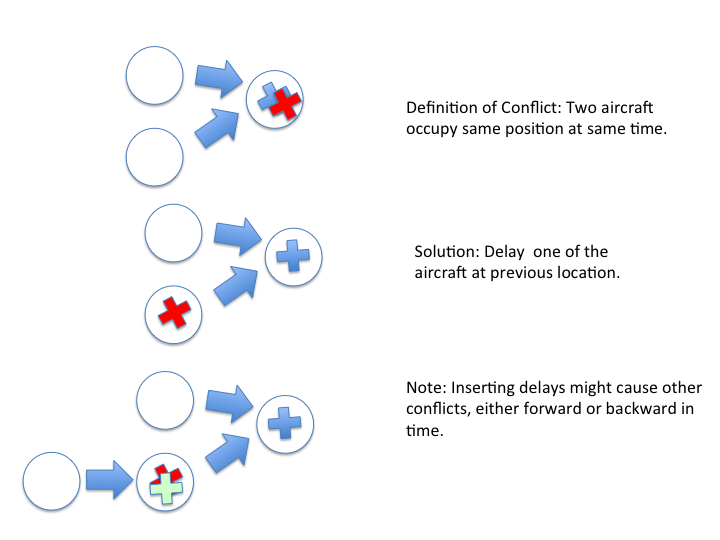 Definition of Conflict: Two aircraft
occupy same position at same time.
Solution: Delay  one of the
aircraft at previous location.
Note: Inserting delays might cause other
conflicts, either forward or backward in
time.